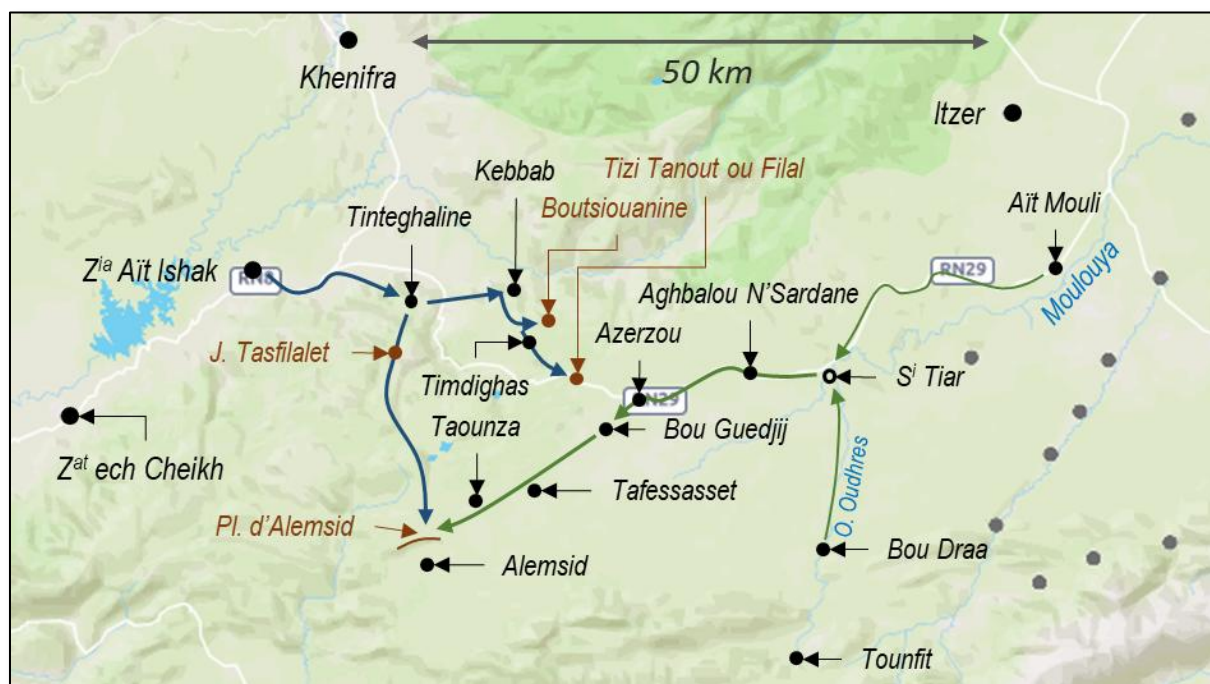 Khenifra
50 km
Itzer
Tizi Tanout ou Filal
Kebbab
Boutsiouanine
Tinteghaline
Aït Mouli
Zia Aït Ishak
RN8
RN29
Aghbalou N'Sardane
Moulouya
Azerzou
J. Tasfilalet
Timdighas
RN29
Si Tiar
Taounza
Bou Guedjij
Zat ech Cheikh
Tafessasset
O. Oudhres
Pl. d'Alemsid
Bou Draa
Alemsid
Tounfit